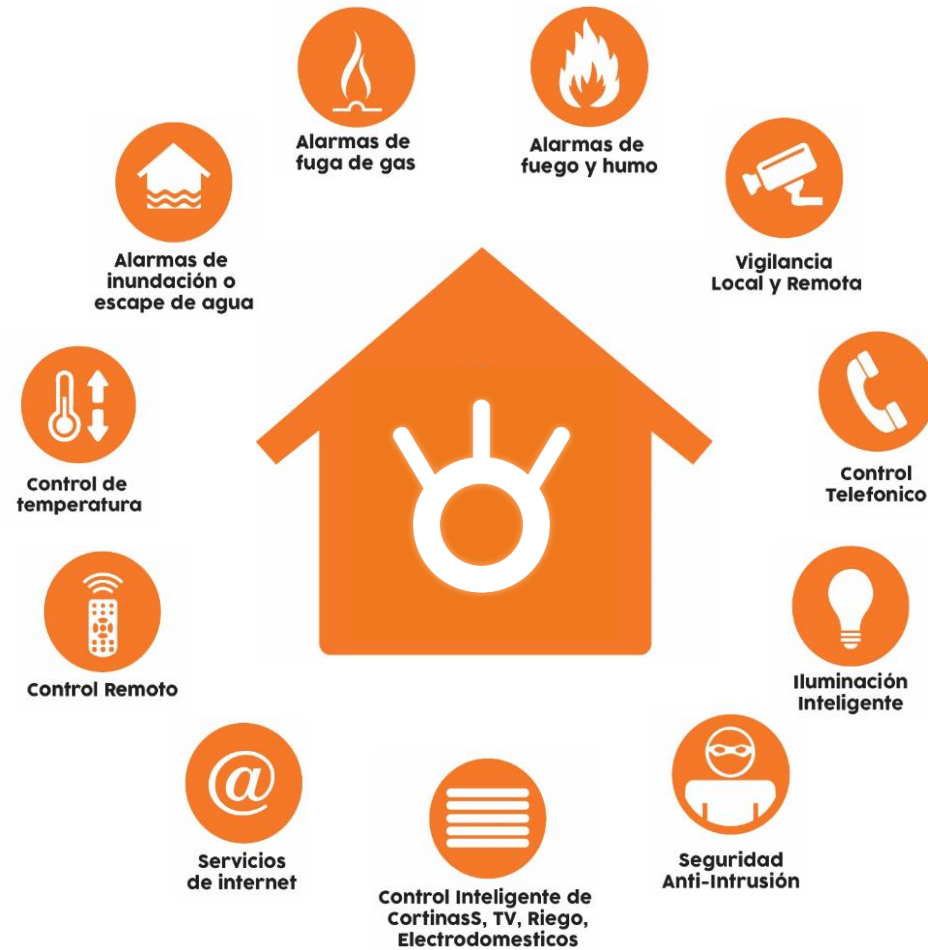 Alarmas de
fuga de gas
Alarmas de
fuego y humo
Alarmas de
inundación o
escape de agua
Vigilancia
Local y Remota
Control de
temperatura
Control
Telefonico
Control Remoto
Iluminación
Inteligente
Servicios
de internet
Control Inteligente de
CortinasS, TV, Riego,
Electrodomesticos
Seguridad
Anti-Intrusión